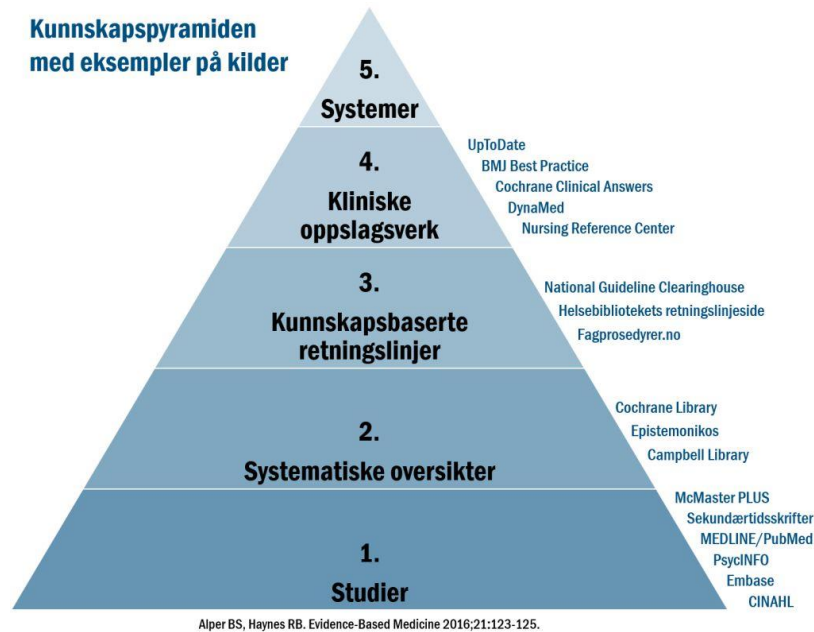 Kunnskapspyramiden
med eksempler på kilder
5.
Systemer
4.
Kliniske
oppslagsverk
UpToDate
BMJ Best Practice
Cochrane Clinical Answers
DynaMed
Nursing Reference Center
3.
Kunnskapsbaserte
retningslinjer
National Guideline Clearinghouse
Helsebibliotekets retningslinjeside
Fagprosedyrer.no
2.
Systematiske oversikter
Cochrane Library
Epistemonikos
Campbell Library
1.
Studier
McMaster PLUS
Sekundærtidsskrifter
MEDLINE/PubMed
PsycINFO
Embase
CINAHL
Alper BS, Haynes RB. Evidence-Based Medicine 2016;21:123-125.